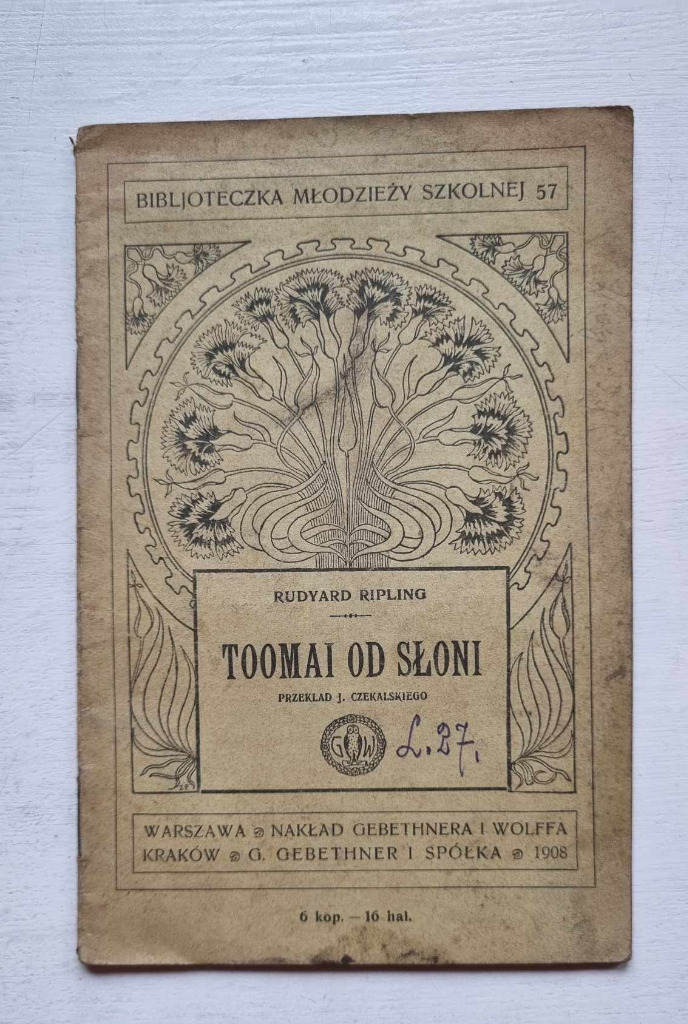 BIBLJOTECZKA MŁODZIEŻY SZKOLNEJ 57
RUDYARD RIPLING
TOOMAI OD SŁONI
PRZEKŁAD J. CZEKALSKIEGO
G W
L. 27.
WARSZAWA NAKŁAD GEBETHNERA I WOLFFA
KRAKÓW G. GEBETHNER I SPÓŁKA 1908
6 kop. — 16 hal.